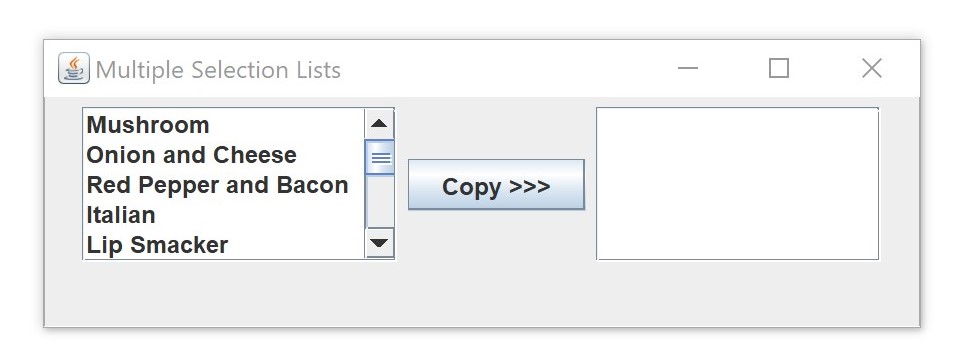 Multiple Selection Lists
Mushroom
Onion and Cheese
Red Pepper and Bacon
Italian
Lip Smacker
Copy >>>